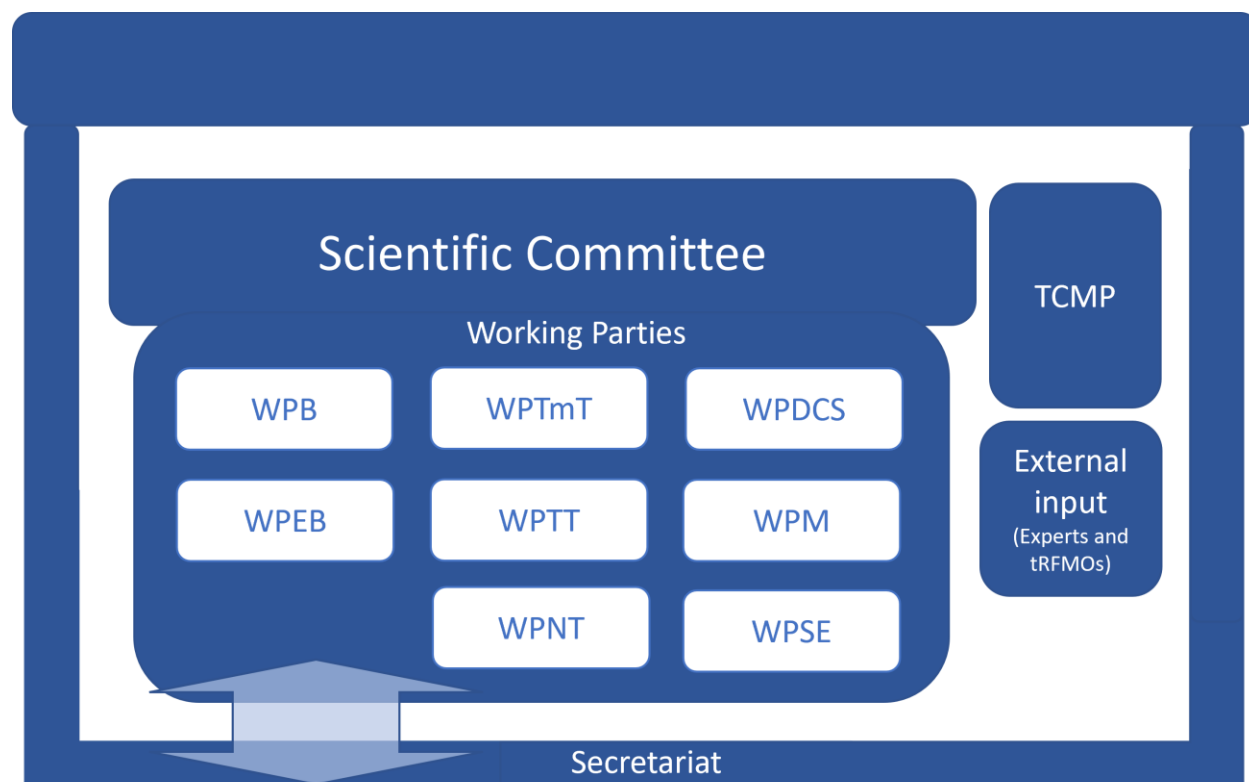 Scientific Committee
TCMP
Working Parties
WPB
WPTmT
WPDCS
WPEB
WPTT
WPM
WPNT
WPSE
External
input
(Experts and
tRFMOs)
Secretariat